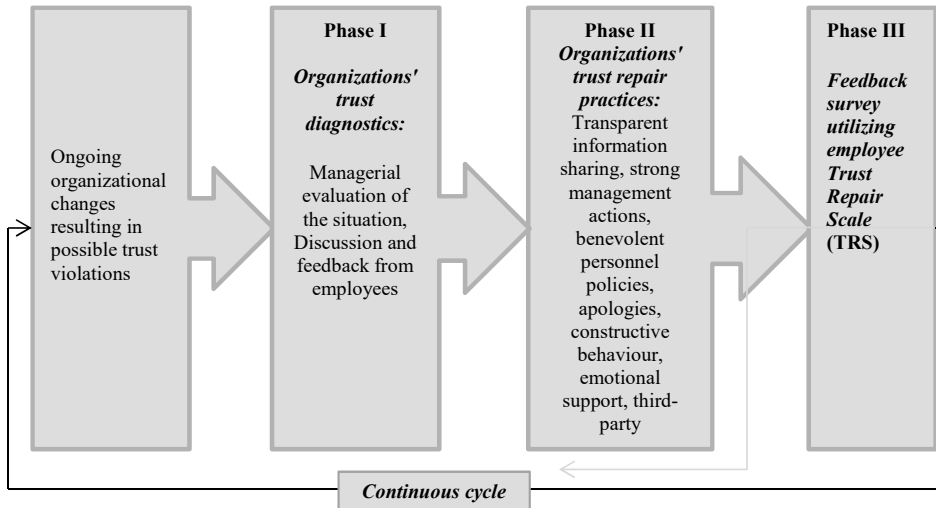 Ongoing
organizational
changes
resulting in
possible trust
violations
Phase I
Organizations'
trust
diagnostics:
Managerial
evaluation of
the situation,
Discussion and
feedback from
employees
Phase II
Organizations'
trust repair
practices:
Transparent
information
sharing, strong
management
actions,
benevolent
personnel
policies,
apologies,
constructive
behaviour,
emotional
support, third-
party
Phase III
Feedback
survey
utilizing
employee
Trust
Repair
Scale
(TRS)
Continuous cycle